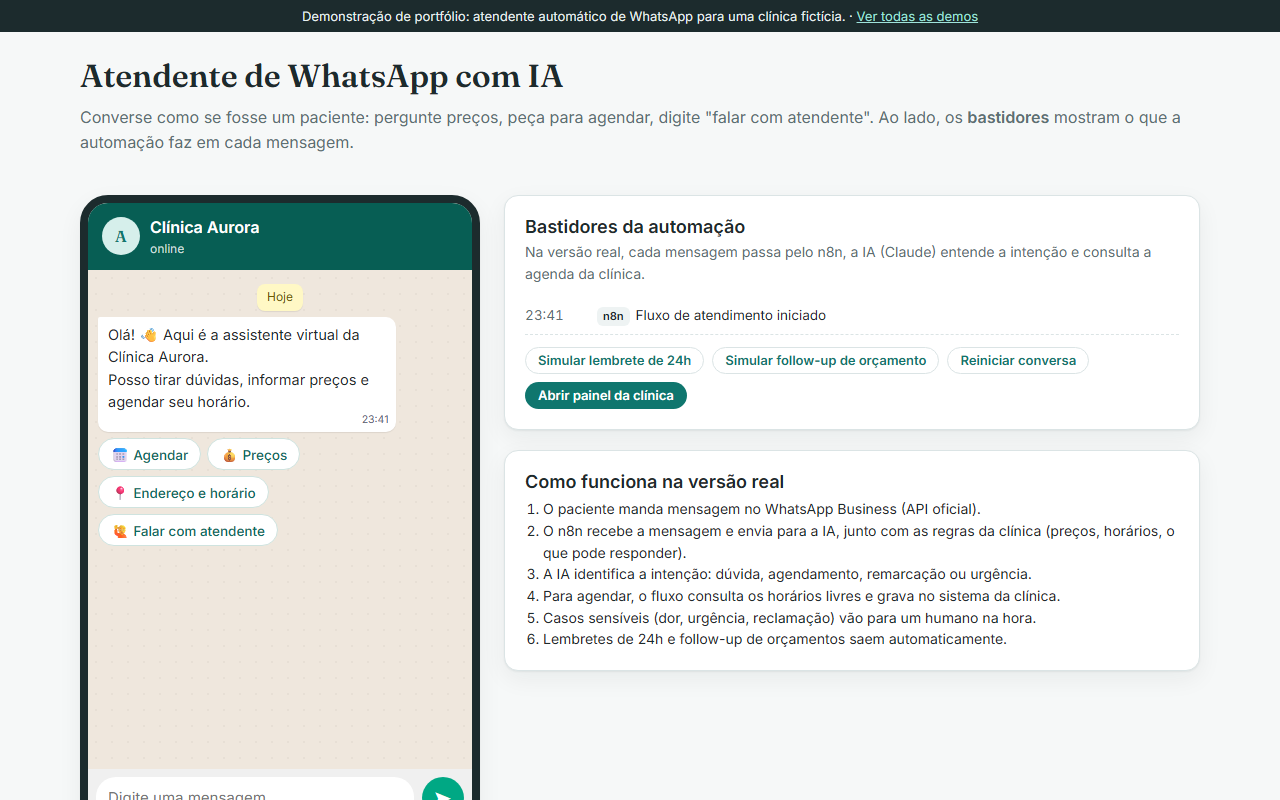 Demonstração de portfólio: atendente automático de WhatsApp para uma clínica fictícia. · Ver todas as demos
Atendente de WhatsApp com IA
Converse como se fosse um paciente: pergunte preços, peça para agendar, digite "falar com atendente". Ao lado, os bastidores mostram o que a
automação faz em cada mensagem.
A
Clínica Aurora
online
Hoje
Olá! 👋 Aqui é a assistente virtual da
Clínica Aurora.
Posso tirar dúvidas, informar preços e
agendar seu horário.
23:41
Agendar
Preços
Endereço e horário
Falar com atendente
Digite uma mensagem
Bastidores da automação
Na versão real, cada mensagem passa pelo n8n, a IA (Claude) entende a intenção e consulta a
agenda da clínica.
23:41 n8n Fluxo de atendimento iniciado
Simular lembrete de 24h
Simular follow-up de orçamento
Reiniciar conversa
Abrir painel da clínica
Como funciona na versão real
1. O paciente manda mensagem no WhatsApp Business (API oficial).
2. O n8n recebe a mensagem e envia para a IA, junto com as regras da clínica (preços, horários, o
que pode responder).
3. A IA identifica a intenção: dúvida, agendamento, remarcação ou urgência.
4. Para agendar, o fluxo consulta os horários livres e grava no sistema da clínica.
5. Casos sensíveis (dor, urgência, reclamação) vão para um humano na hora.
6. Lembretes de 24h e follow-up de orçamentos saem automaticamente.